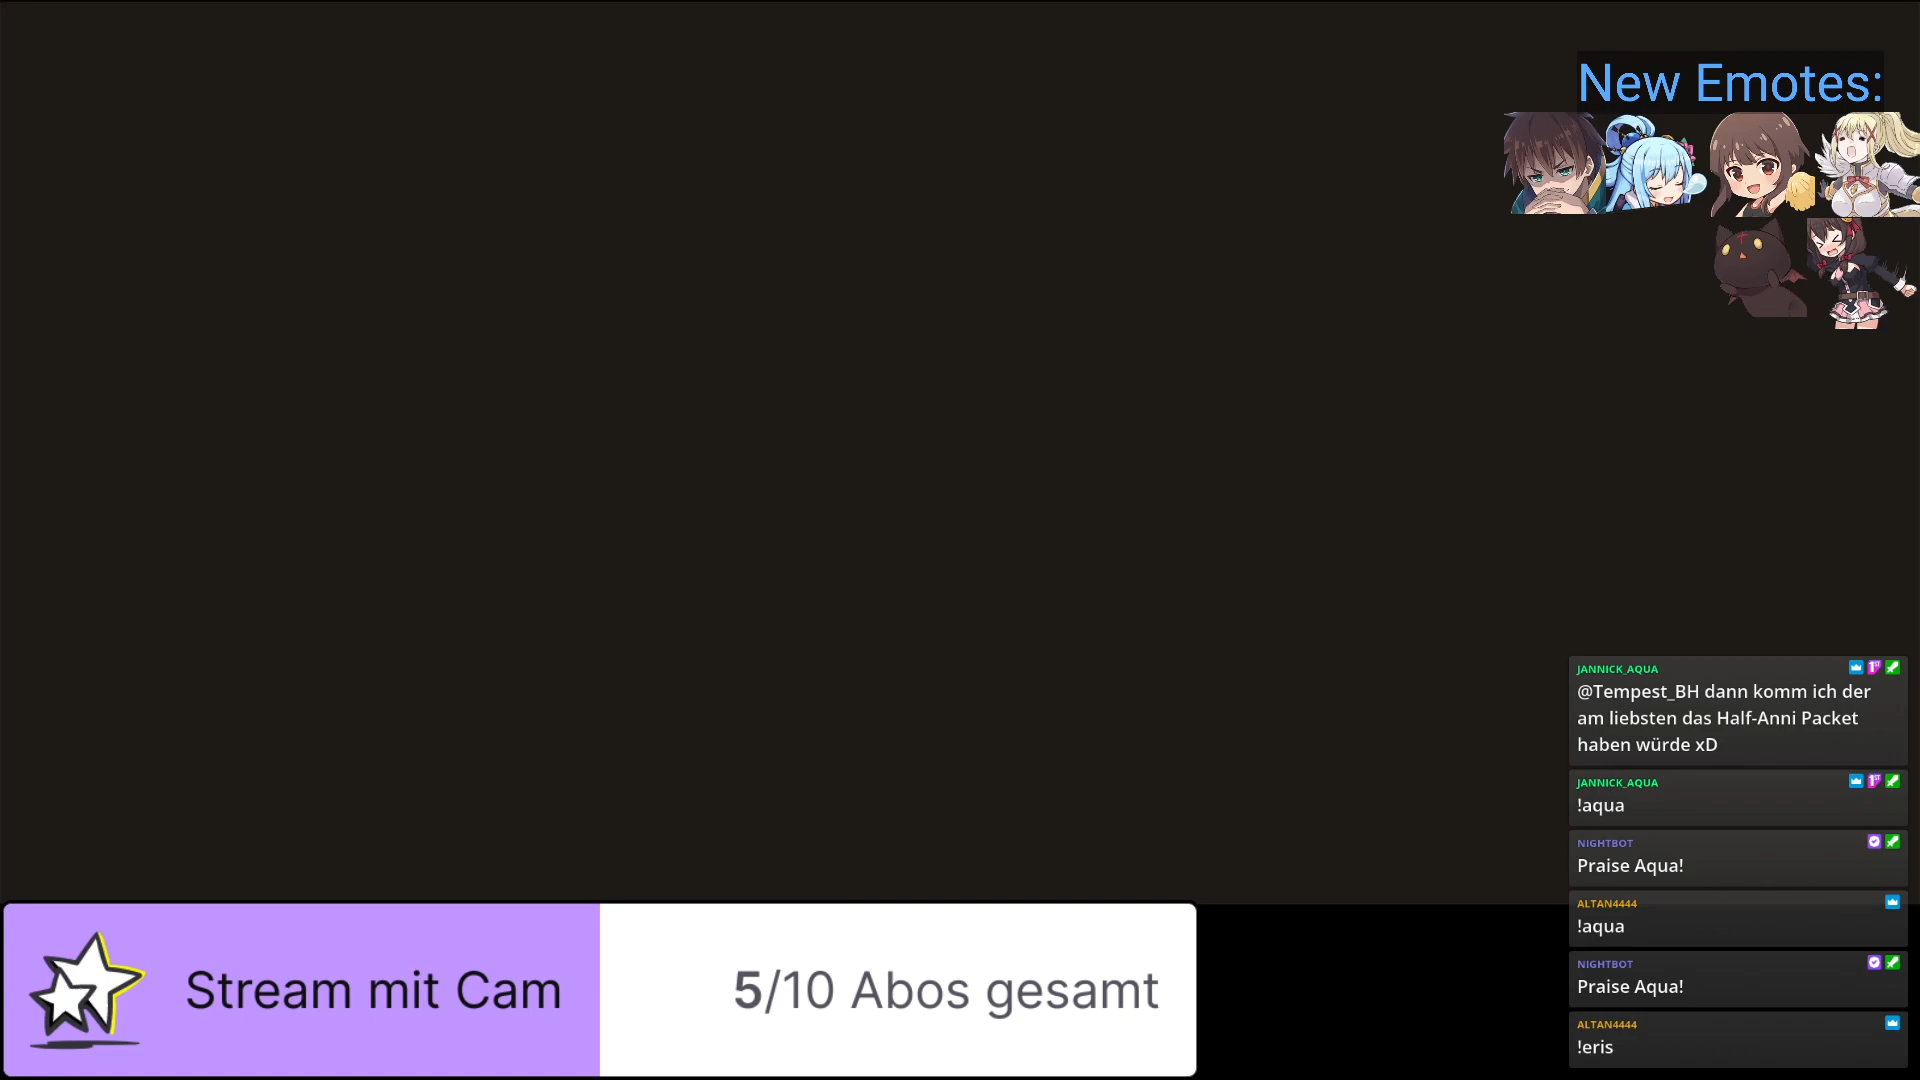 New Emotes:
JANNICK_AQUA
@Tempest_BH dann komm ich der
am liebsten das Half-Anni Packet
haben würde xD
JANNICK_AQUA
!aqua
NIGHTBOT
Praise Aqua!
ALTAN4444
!aqua
NIGHTBOT
Praise Aqua!
ALTAN4444
!eris
Stream mit Cam
5/10 Abos gesamt